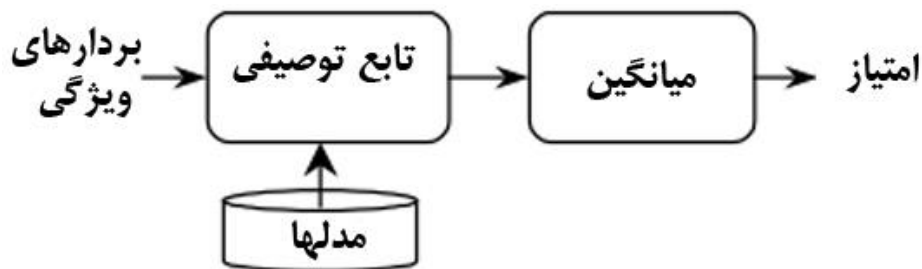 بردارهای
ویژگی
تابع توصیفی
میانگین
امتیاز
مدلها